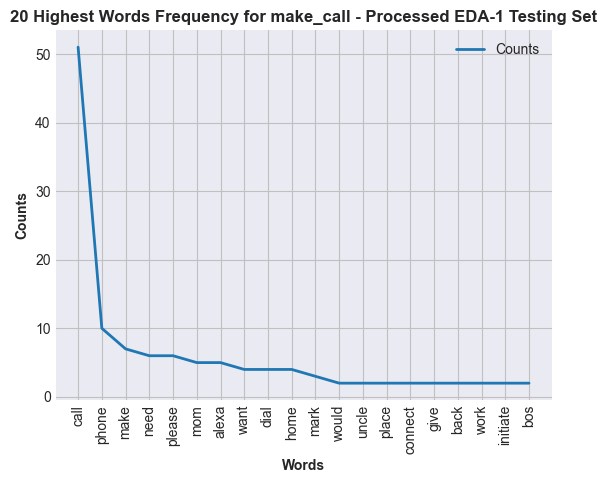 20 Highest Words Frequency for make_call - Processed EDA-1 Testing Set
Counts
50
40
30
20
10
0
Counts
call
phone
make
need
please
mom
alexa
want
dial
home
mark
would
uncle
place
connect
give
back
work
initiate
bos
Words